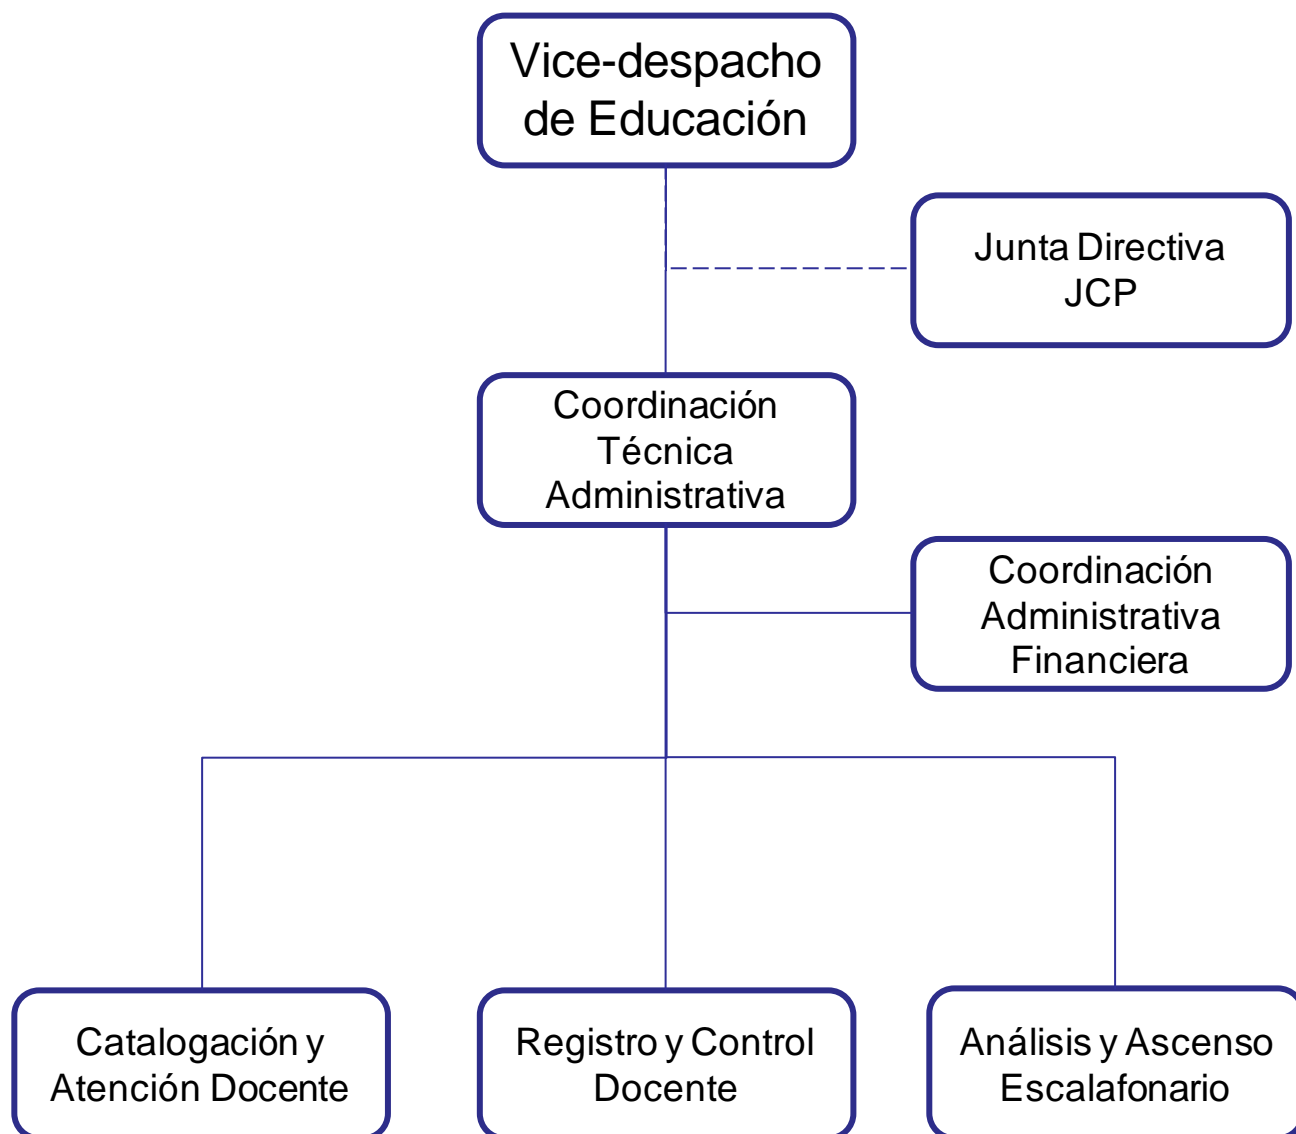 Vice-despacho
de Educación
Junta Directiva
JCP
Coordinación
Técnica
Administrativa
Coordinación
Administrativa
Financiera
Catalogación y
Atención Docente
Registro y Control
Docente
Análisis y Ascenso
Escalafonario